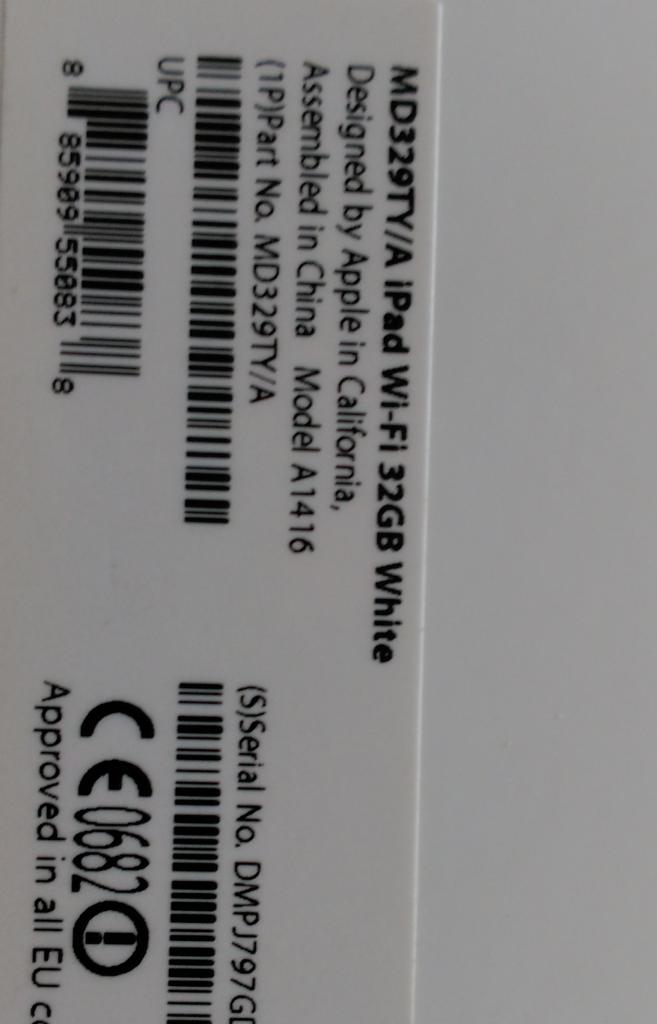 MD329TY/A iPad Wi-Fi 32GB White
Designed by Apple in California,
Assembled in China Model A1416
(1P)Part No. MD329TY/A
UPC
8 85909 55083 8
(S)Serial No. DMPJ797G
CE0682
Approved in all EU